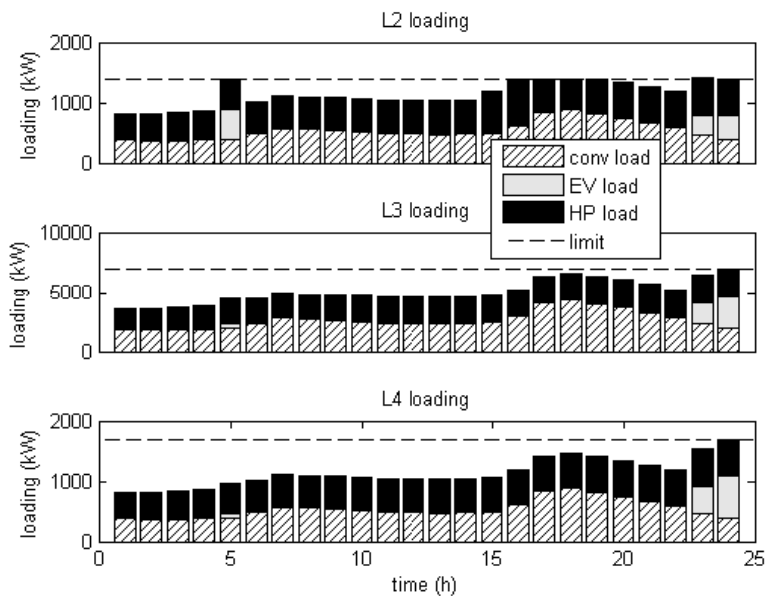 L2 loading
2000
1000
0
loading (kW)
conv load
EV load
HP load
limit
L3 loading
10000
5000
0
loading (kW)
L4 loading
2000
1000
0
loading (kW)
0 5 10 15 20 25
time (h)